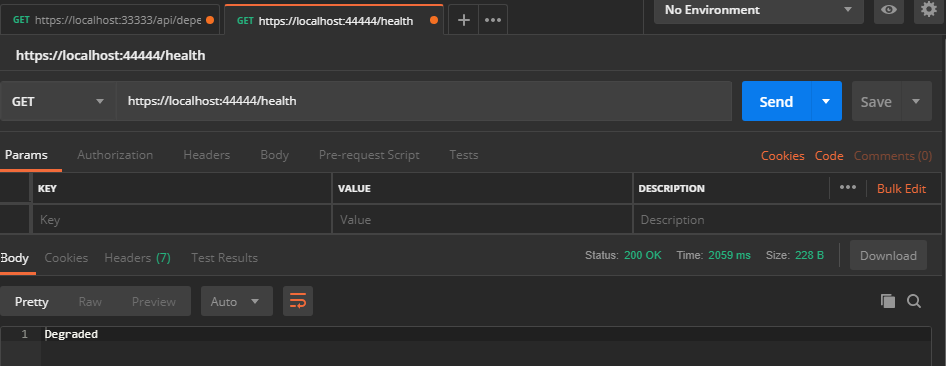 GET https://localhost:33333/api/depe GET https://localhost:44444/health No Environment
https://localhost:44444/health
GET https://localhost:44444/health Send Save
Params Authorization Headers Body Pre-request Script Tests Cookies Code Comments (0)
KEY VALUE DESCRIPTION Bulk Edit
Key Value Description
Body Cookies Headers (7) Test Results Status: 200 OK Time: 2059 ms Size: 228 B Download
Pretty Raw Preview Auto
1 Degraded